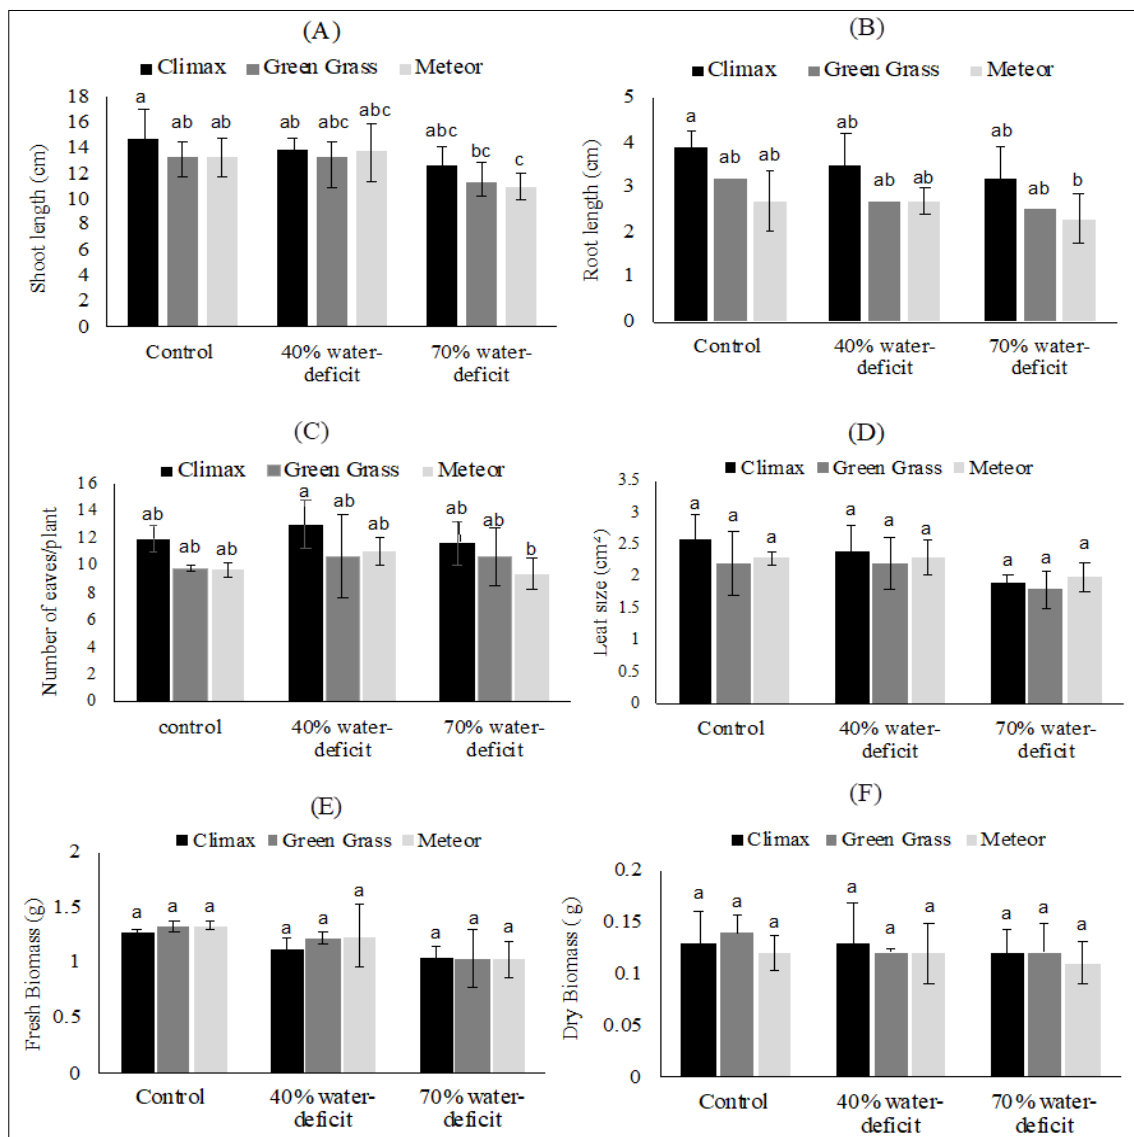 (A)
Climax Green Grass Meteor
Shoot length (cm)
18
16
14
12
10
8
6
4
2
0
a ab ab ab abc abc abc bc c
Control 40% water-deficit 70% water-deficit
(B)
Climax Green Grass Meteor
Root length (cm)
5
4
3
2
1
0
a ab ab ab ab ab ab ab b
Control 40% water-deficit 70% water-deficit
(C)
Climax Green Grass Meteor
Number of eaves/plant
16
14
12
10
8
6
4
2
0
ab ab ab a ab ab ab ab b
control 40% water-deficit 70% water-deficit
(D)
Climax Green Grass Meteor
Leat size (cm²)
3.5
3
2.5
2
1.5
1
0.5
0
a a a a a a a a a
Control 40% water-deficit 70% water-deficit
(E)
Climax Green Grass Meteor
Fresh Biomass (g)
2
1.5
1
0.5
0
a a a a a a a a a
Control 40% water-deficit 70% water-deficit
(F)
Climax Green Grass Meteor
Dry Biomass ( g)
0.2
0.15
0.1
0.05
0
a a a a a a a a a
Control 40% water-deficit 70% water-deficit